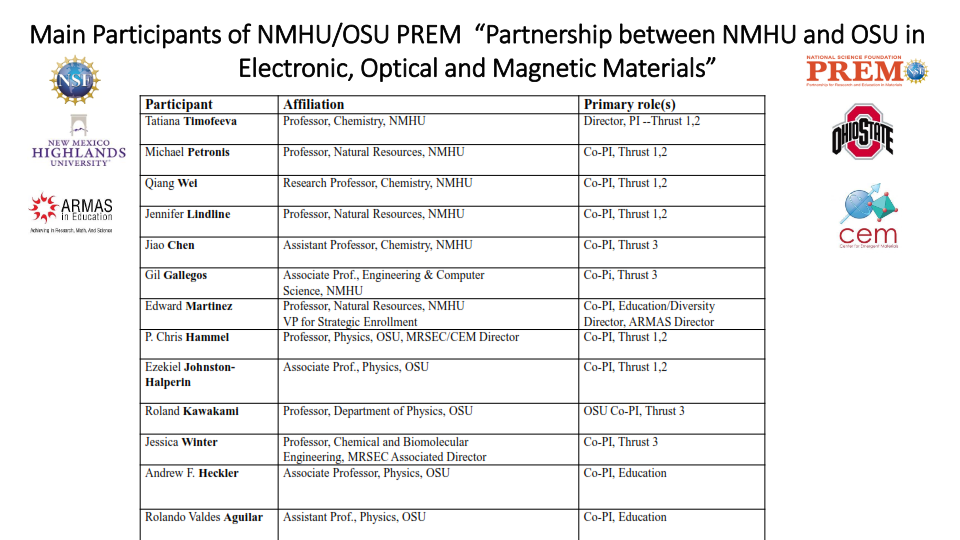 Main Participants of NMHU/OSU PREM “Partnership between NMHU and OSU in
Electronic, Optical and Magnetic Materials”
NSF
NEW MEXICO
HIGHLANDS
UNIVERSITY
ARMAS
in Education
Achieving in Research, Math, And Science
NATIONAL SCIENCE FOUNDATION
PREM
Partnership for Research and Education in Materials
NSF
OHIO STATE
cem
Center for Emergent Materials
Participant Affiliation Primary role(s)
Tatiana Timofeeva Professor, Chemistry, NMHU Director, PI --Thrust 1,2
Michael Petronis Professor, Natural Resources, NMHU Co-PI, Thrust 1,2
Qiang Wei Research Professor, Chemistry, NMHU Co-PI, Thrust 1,2
Jennifer Lindline Professor, Natural Resources, NMHU Co-PI, Thrust 1,2
Jiao Chen Assistant Professor, Chemistry, NMHU Co-PI, Thrust 3
Gil Gallegos Associate Prof., Engineering & Computer Co-Pi, Thrust 3
Science, NMHU
Edward Martinez Professor, Natural Resources, NMHU Co-PI, Education/Diversity
VP for Strategic Enrollment Director, ARMAS Director
P. Chris Hammel Professor, Physics, OSU, MRSEC/CEM Director Co-PI, Thrust 1,2
Ezekiel Johnston- Associate Prof., Physics, OSU Co-PI, Thrust 1,2
Halperin
Roland Kawakami Professor, Department of Physics, OSU OSU Co-PI, Thrust 3
Jessica Winter Professor, Chemical and Biomolecular Co-PI, Thrust 3
Engineering, MRSEC Associated Director
Andrew F. Heckler Associate Professor, Physics, OSU Co-PI, Education
Rolando Valdes Aguilar Assistant Prof., Physics, OSU Co-PI, Education